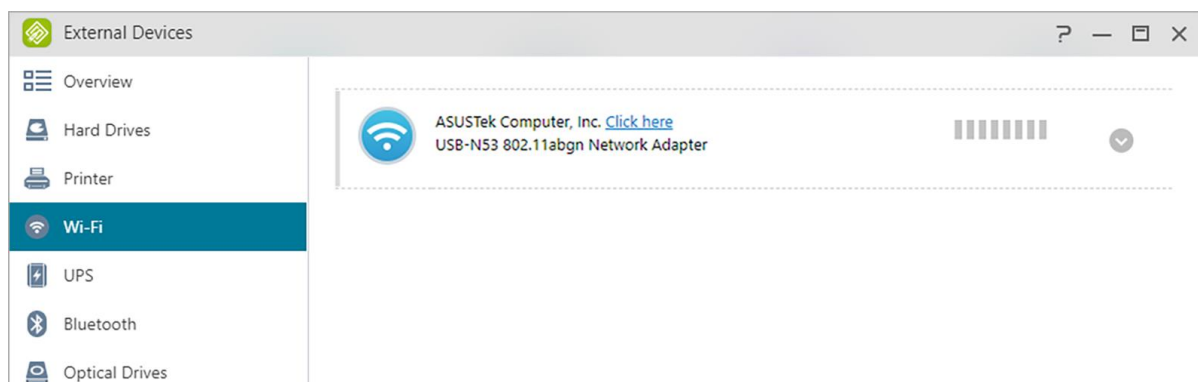 External Devices
Overview
Hard Drives
Printer
Wi-Fi
UPS
Bluetooth
Optical Drives
ASUSTek Computer, Inc. Click here
USB-N53 802.11abgn Network Adapter